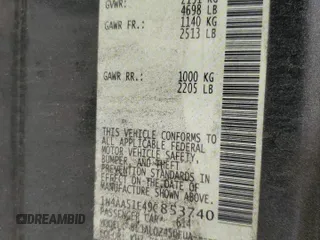 GVWR: 2131 KG
4698 LB
GAWR FR.: 1140 KG
2513 LB
GAWR RR.: 1000 KG
2205 LB
THIS VEHICLE CONFORMS TO
ALL APPLICABLE FEDERAL
MOTOR VEHICLE SAFETY,
BUMPER, AND THEFT
PREVENTION STANDARDS
IN EFFECT ON THE DATE OF
MANUFACTURE SHOWN ABOVE.
1N4AA51E49C853740
PASSENGER CAR
DREAMBID